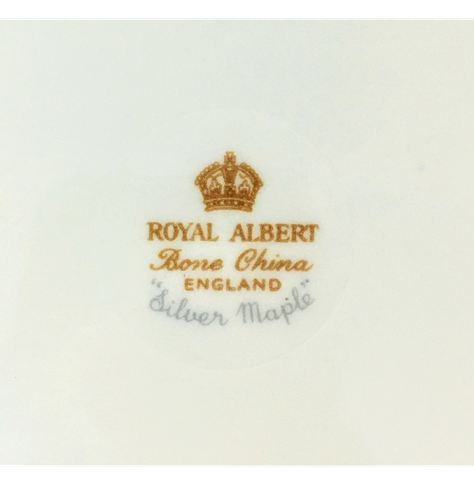 ROYAL ALBERT
Bone China
ENGLAND
"Silver Maple"